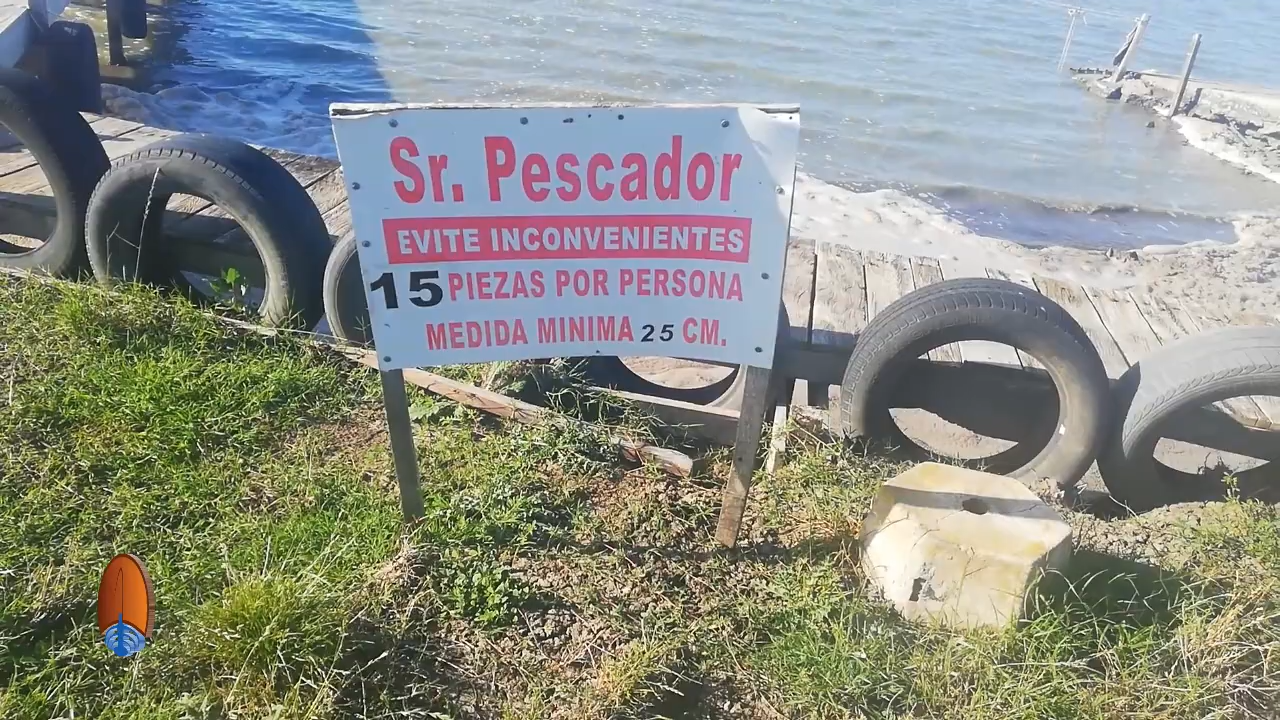 Sr. Pescador
EVITE INCONVENIENTES
15 PIEZAS POR PERSONA
MEDIDA MINIMA 25 CM.